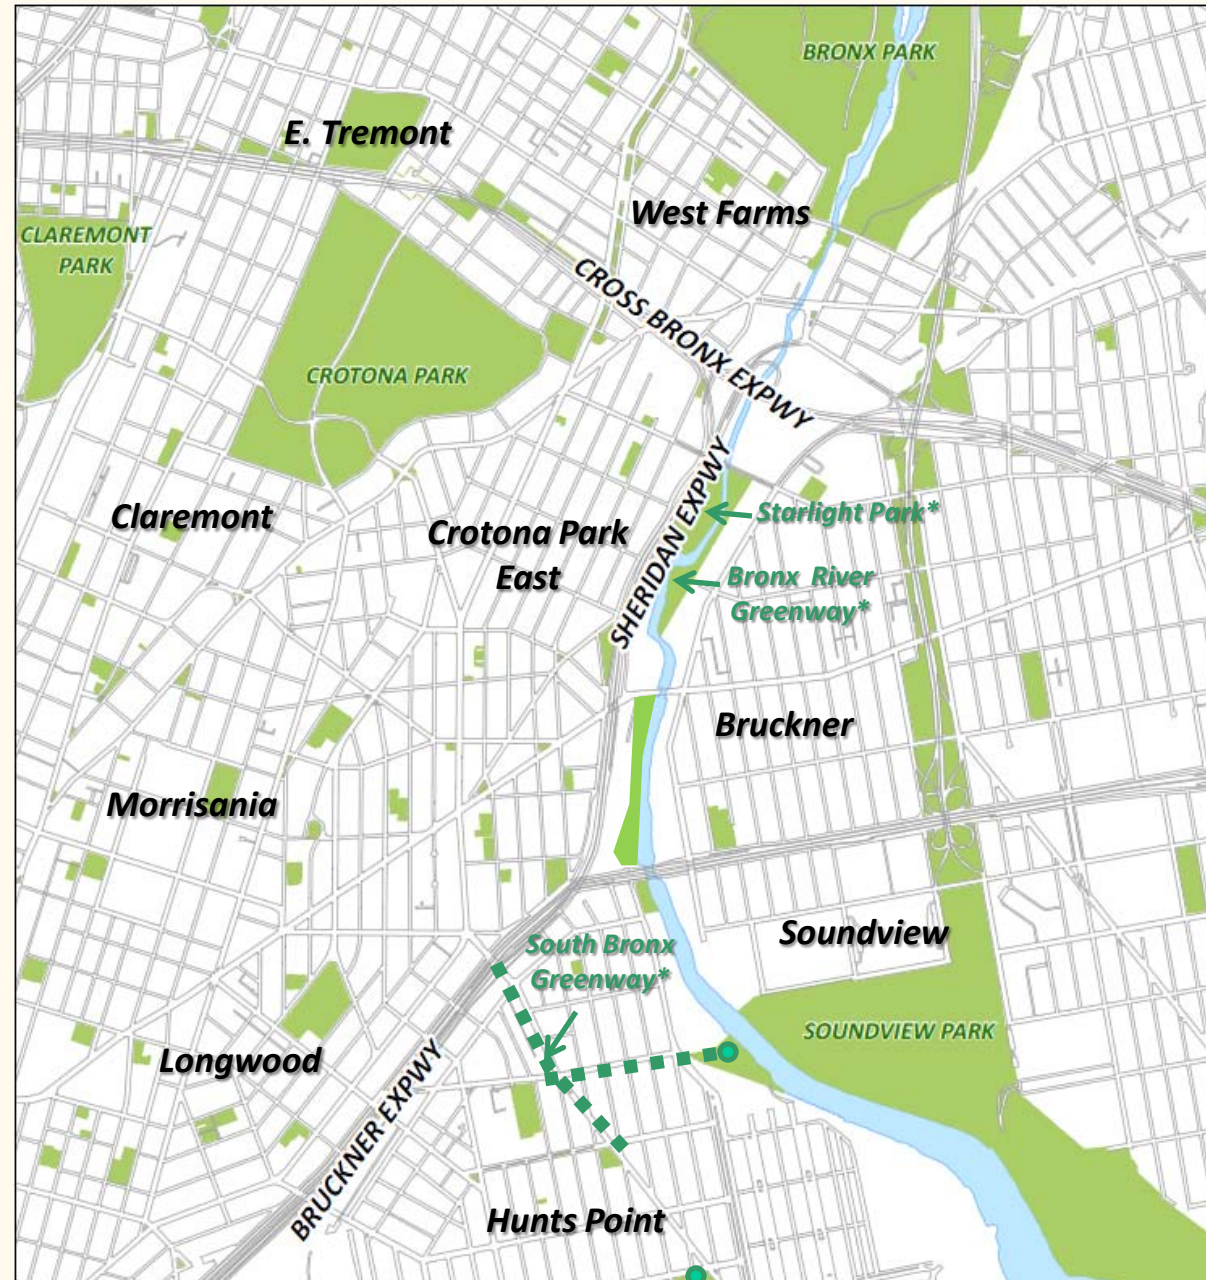 BRONX PARK
E. Tremont
West Farms
CLAREMONT
PARK
CROSS BRONX EXPWY
CROTONA PARK
SHERIDAN EXPWY
Claremont
Crotona Park
East
Starlight Park*
Bronx River
Greenway*
Bruckner
Morrisania
Soundview
South Bronx
Greenway*
SOUNDVIEW PARK
Longwood
BRUCKNER EXPWY
Hunts Point